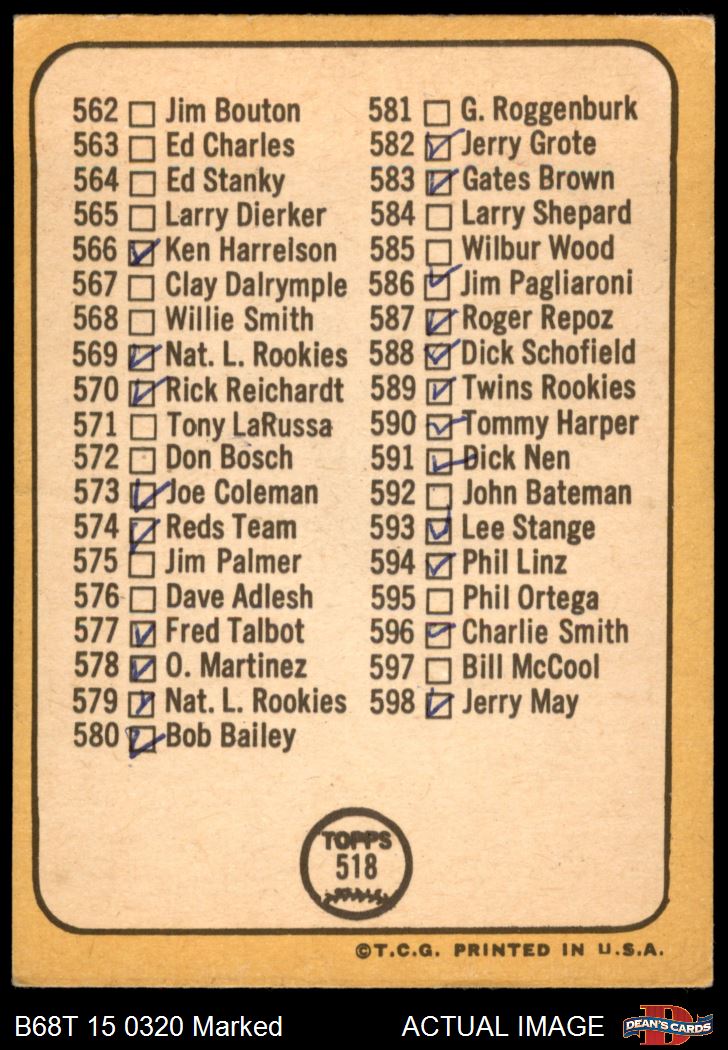 562 Jim Bouton
563 Ed Charles
564 Ed Stanky
565 Larry Dierker
566 Ken Harrelson
567 Clay Dalrymple
568 Willie Smith
569 Nat. L. Rookies
570 Rick Reichardt
571 Tony LaRussa
572 Don Bosch
573 Joe Coleman
574 Reds Team
575 Jim Palmer
576 Dave Adlesh
577 Fred Talbot
578 O. Martinez
579 Nat. L. Rookies
580 Bob Bailey
581 G. Roggenburk
582 Jerry Grote
583 Gates Brown
584 Larry Shepard
585 Wilbur Wood
586 Jim Pagliaroni
587 Roger Repoz
588 Dick Schofield
589 Twins Rookies
590 Tommy Harper
591 Dick Nen
592 John Bateman
593 Lee Stange
594 Phil Linz
595 Phil Ortega
596 Charlie Smith
597 Bill McCool
598 Jerry May
TOPPS
518
©T.C.G. PRINTED IN U.S.A.
B68T 15 0320 Marked
ACTUAL IMAGE
D
DEAN'S CARDS